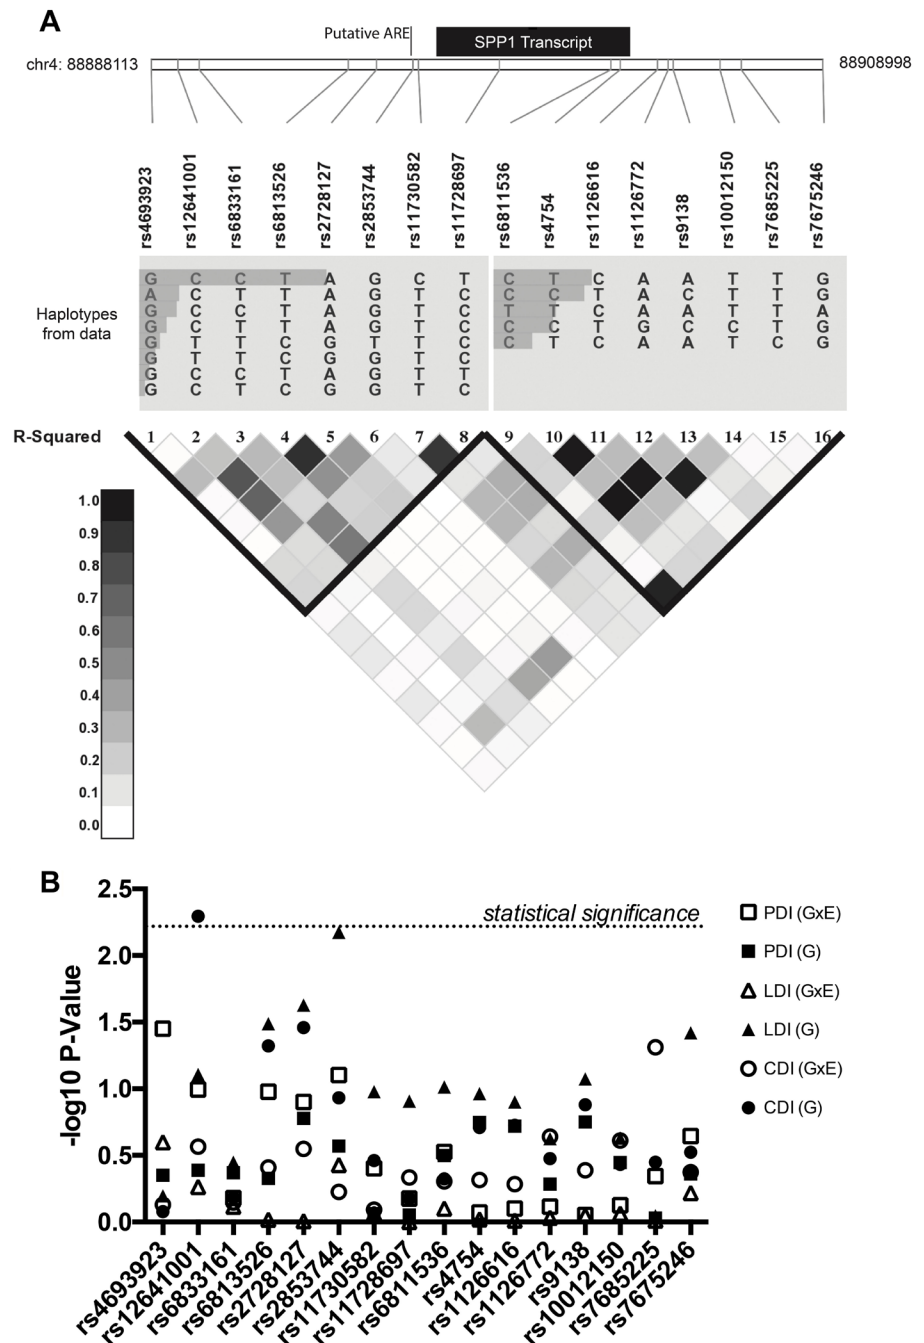 A
Putative ARE
SPP1 Transcript
chr4: 88888113
88908998
rs4693923 rs12641001 rs6833161 rs6813526 rs2728127 rs2853744 rs11730582 rs11728697 rs6811536 rs4754 rs1126616 rs1126772 rs9138 rs10012150 rs7685225 rs7675246
Haplotypes
from data
G C C T A G C T C T C A A T T G
A C T T A G T C C C T A C T T G
G C C T A G T C T T C A A T T A
G C T T A G T C C C T G C C T G
G T T C G T T C C T C A A T C G
G T T C G G T C
G C C T A G T T
G C T C G G T C
R-Squared
1 2 3 4 5 6 7 8 9 10 11 12 13 14 15 16
1.0
0.9
0.8
0.7
0.6
0.5
0.4
0.3
0.2
0.1
0.0
B
2.5
2.0
1.5
1.0
0.5
0.0
-log10 P-Value
statistical significance
PDI (GxE)
PDI (G)
LDI (GxE)
LDI (G)
CDI (GxE)
CDI (G)
rs4693923 rs12641001 rs6833161 rs6813526 rs2728127 rs2853744 rs11730582 rs11728697 rs6811536 rs4754 rs1126616 rs1126772 rs9138 rs10012150 rs7685225 rs7675246